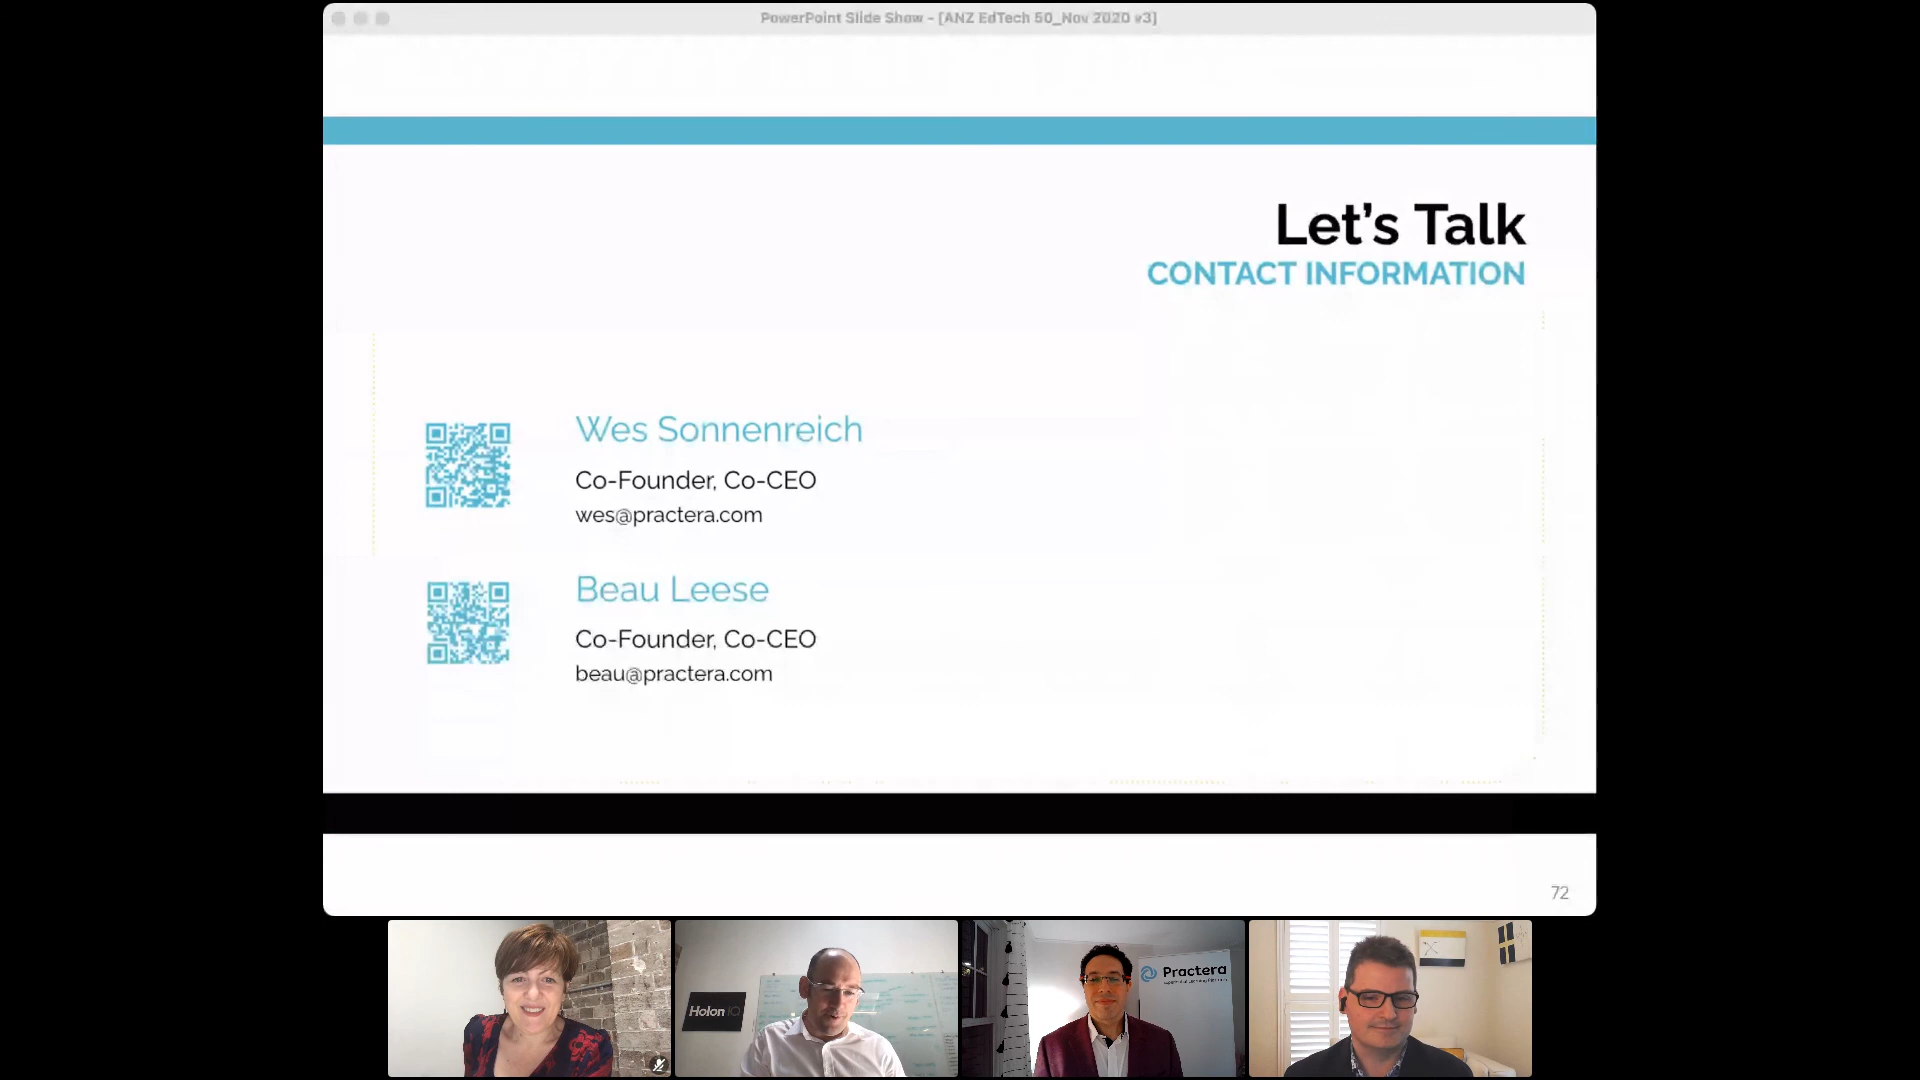 PowerPoint Slide Show - [ANZ EdTech 50_Nov 2020 v3]
Let's Talk
CONTACT INFORMATION
Wes Sonnenreich
Co-Founder, Co-CEO
wes@practera.com
Beau Leese
Co-Founder, Co-CEO
beau@practera.com
72
Holon IQ
Practera